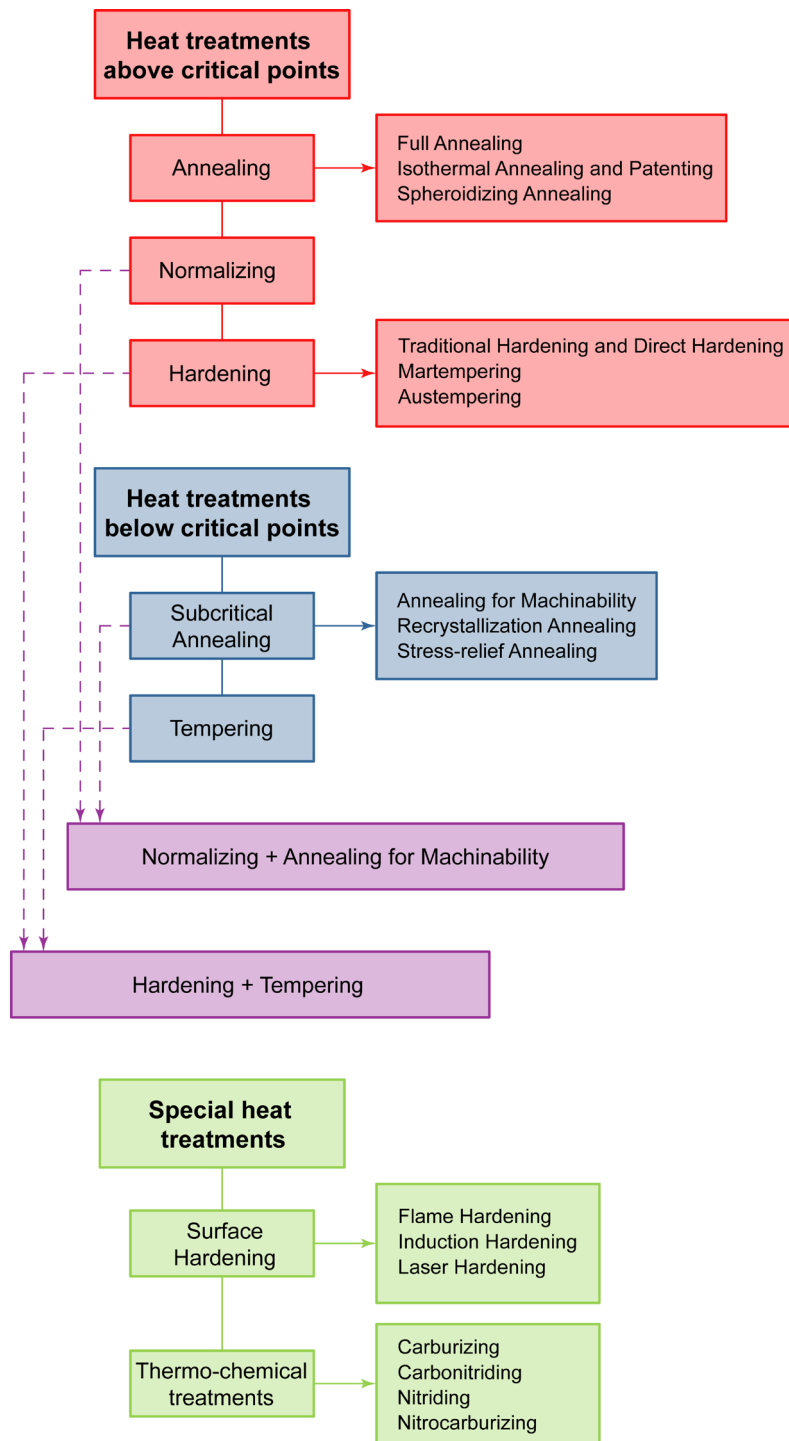 Heat treatments
above critical points
Annealing
Full Annealing
Isothermal Annealing and Patenting
Spheroidizing Annealing
Normalizing
Hardening
Traditional Hardening and Direct Hardening
Martempering
Austempering
Heat treatments
below critical points
Subcritical
Annealing
Annealing for Machinability
Recrystallization Annealing
Stress-relief Annealing
Tempering
Normalizing + Annealing for Machinability
Hardening + Tempering
Special heat
treatments
Surface
Hardening
Flame Hardening
Induction Hardening
Laser Hardening
Thermo-chemical
treatments
Carburizing
Carbonitriding
Nitriding
Nitrocarburizing